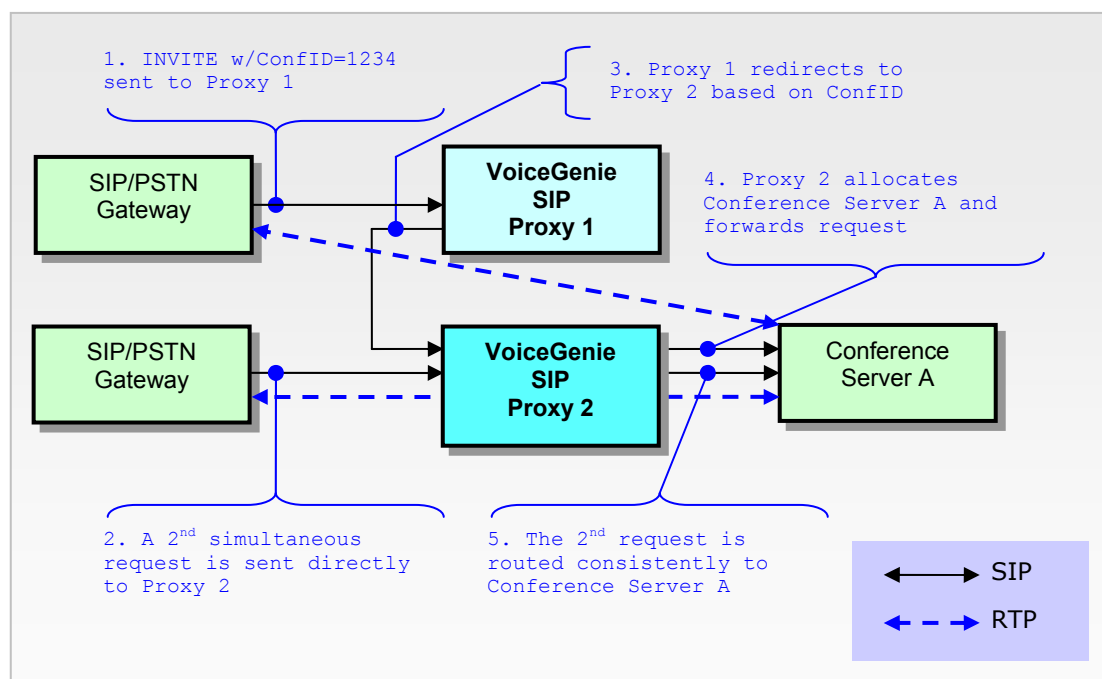 1. INVITE w/ConfID=1234
sent to Proxy 1
3. Proxy 1 redirects to
Proxy 2 based on ConfID
SIP/PSTN
Gateway
VoiceGenie
SIP
Proxy 1
4. Proxy 2 allocates
Conference Server A and
forwards request
SIP/PSTN
Gateway
VoiceGenie
SIP
Proxy 2
Conference
Server A
2. A 2nd simultaneous
request is sent directly
to Proxy 2
5. The 2nd request is
routed consistently to
Conference Server A
SIP
RTP